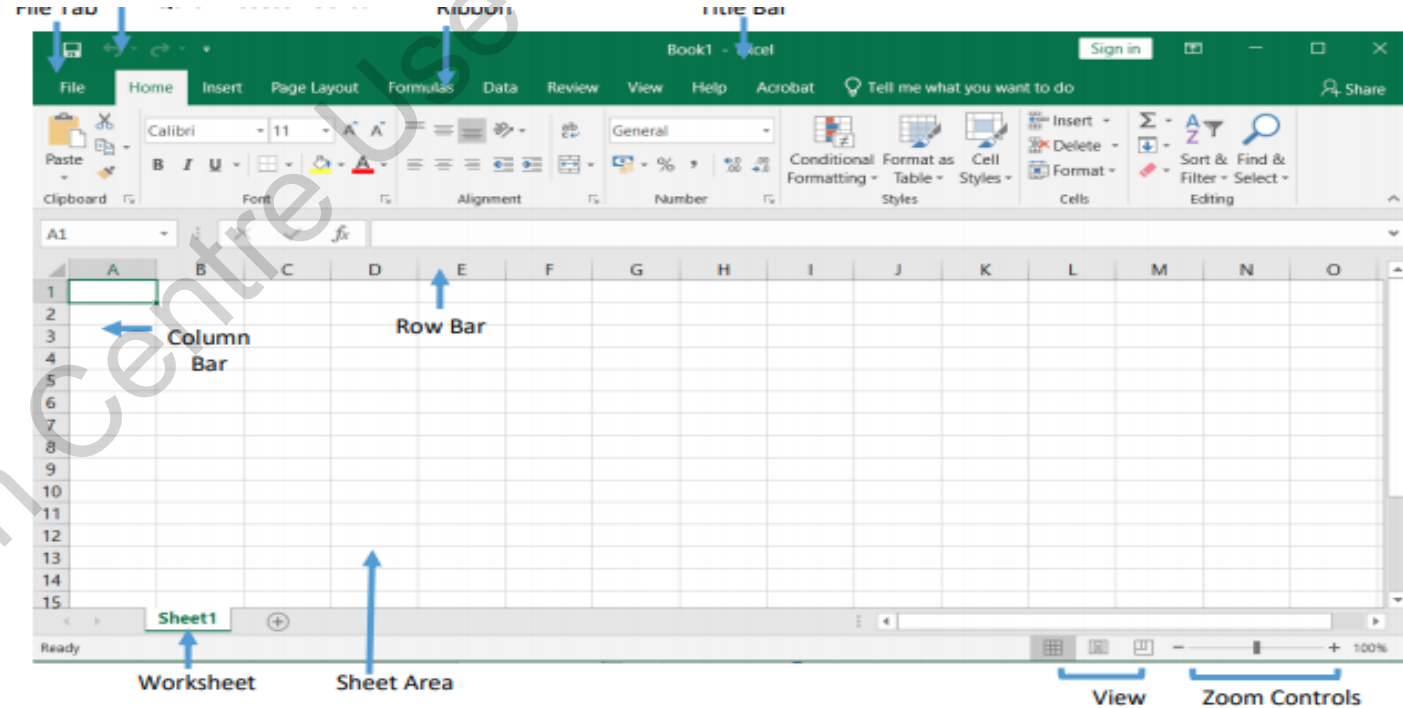 File Tab Ribbon Title Bar
Book1 - Excel Sign in
File Home Insert Page Layout Formulas Data Review View Help Acrobat Tell me what you want to do Share
Calibri 11 A A ab General Insert Σ A Z
Paste B I U A % , Conditional Format as Cell Delete Sort & Find &
Formatting Table Styles Format Filter Select
Clipboard Font Alignment Number Styles Cells Editing
A1 fx
A B C D E F G H I J K L M N O
1
2
3
4
5
6
7
8
9
10
11
12
13
14
15
Column
Bar
Row Bar
Sheet1
Ready 100%
Worksheet Sheet Area View Zoom Controls
Centre Use